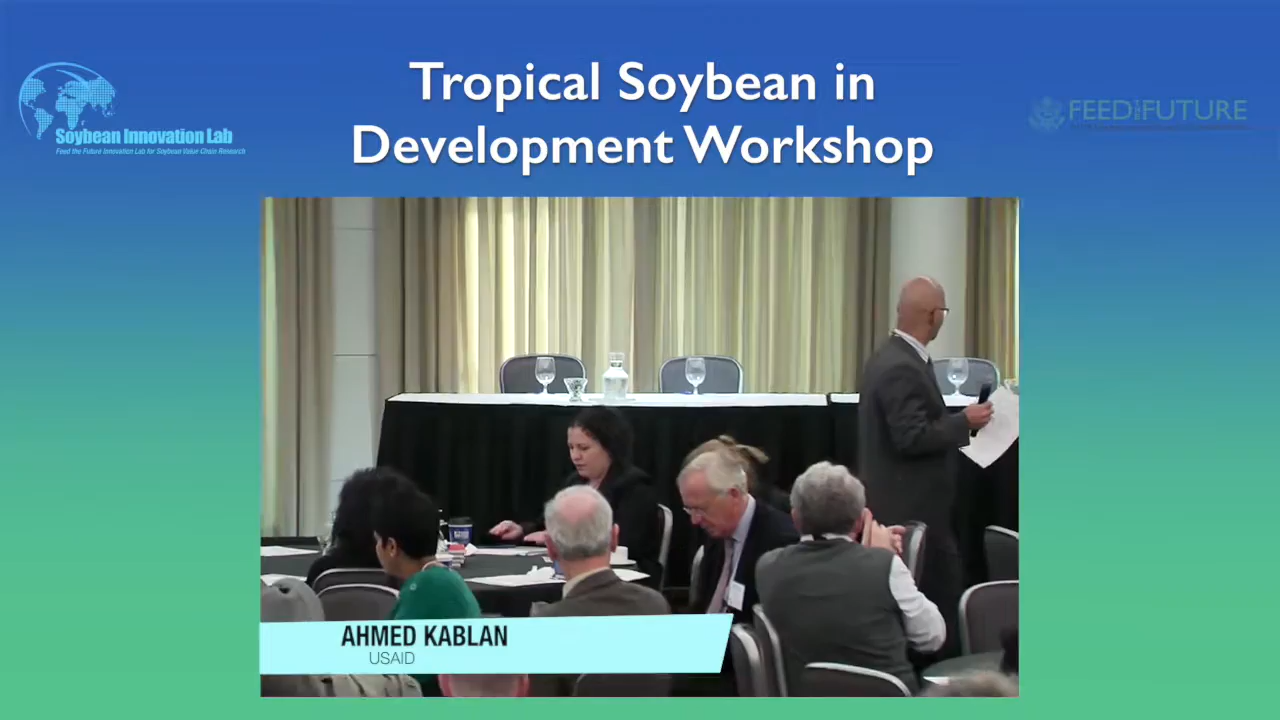 Tropical Soybean in
Development Workshop
Soybean Innovation Lab
Feed the Future Innovation Lab for Soybean Value Chain Research
FEED THE FUTURE
AHMED KABLAN
USAID